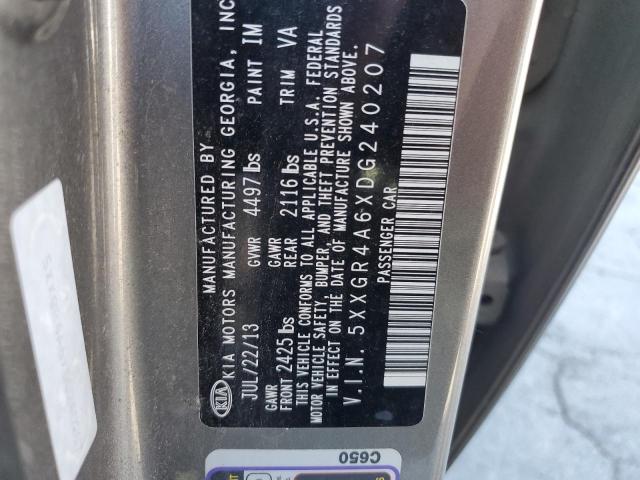 MANUFACTURED BY
KIA KIA MOTORS MANUFACTURING GEORGIA, INC
JUL/22/13 GVWR 4497 lbs PAINT IM
GAWR FRONT 2425 lbs GAWR REAR 2116 lbs TRIM VA
THIS VEHICLE CONFORMS TO ALL APPLICABLE U.S.A. FEDERAL
MOTOR VEHICLE SAFETY, BUMPER, AND THEFT PREVENTION STANDARDS
IN EFFECT ON THE DATE OF MANUFACTURE SHOWN ABOVE.
V.I.N. 5XXGR4A6XDG240207
PASSENGER CAR
C650